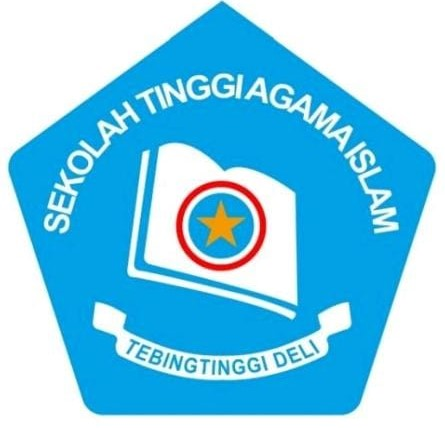 SEKOLAH TINGGI AGAMA ISLAM
TEBINGTINGGI DELI